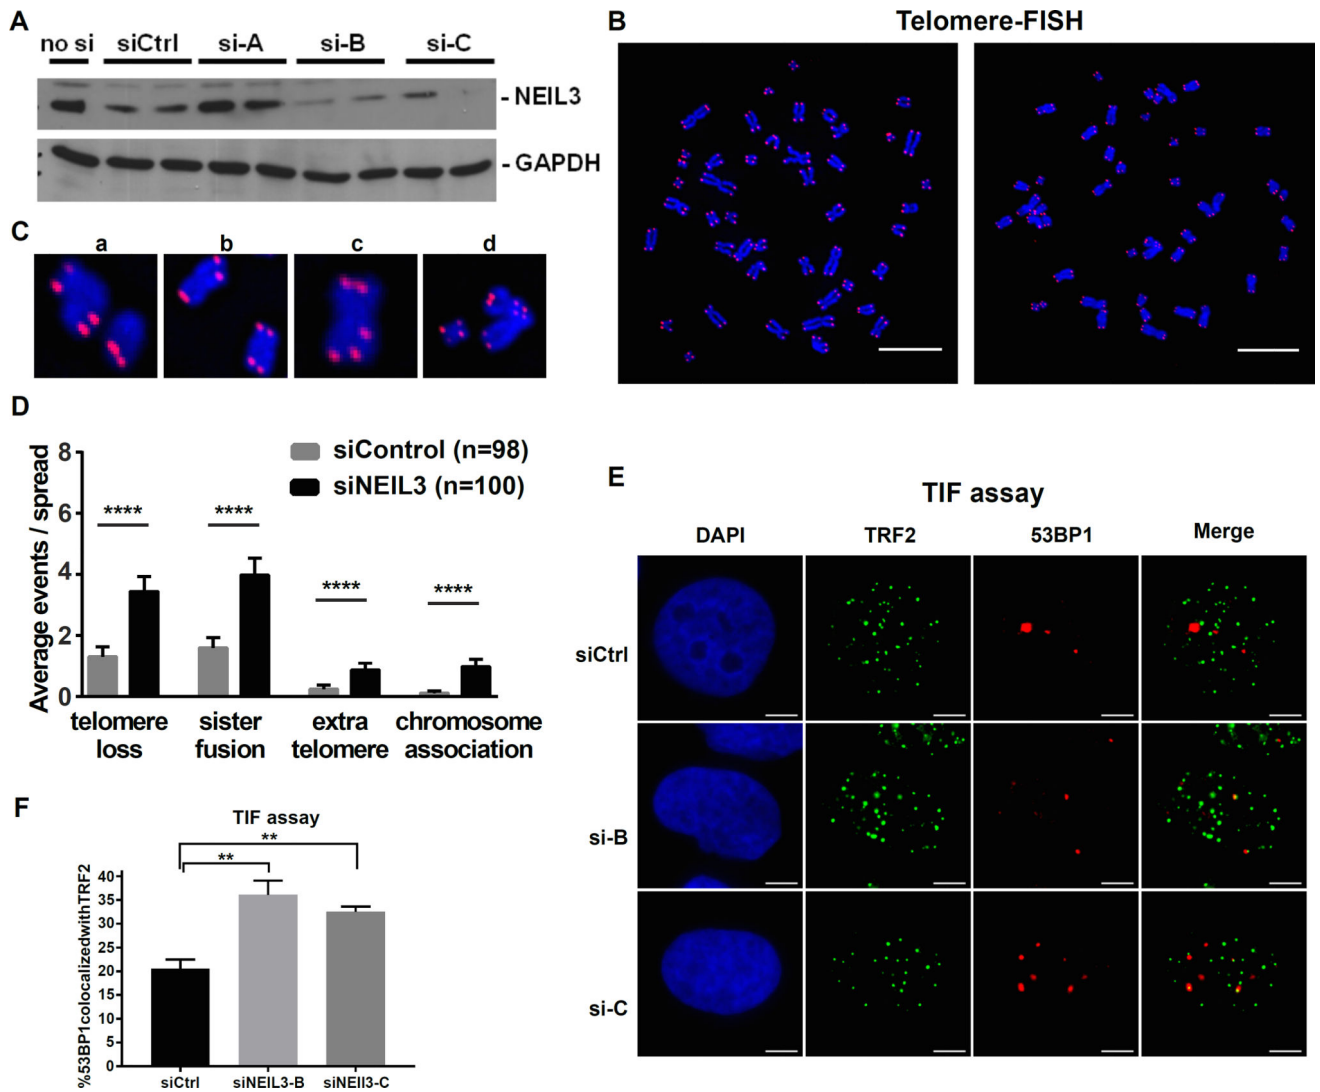 A
no si siCtrl si-A si-B si-C
- NEIL3
- GAPDH
B
Telomere-FISH
C
a b c d
D
Average events / spread
8
6
4
2
0
siControl (n=98)
siNEIL3 (n=100)
**** **** **** ****
telomere loss
sister fusion
extra telomere
chromosome association
E
TIF assay
DAPI TRF2 53BP1 Merge
siCtrl
si-B
si-C
F
TIF assay
**
**
%53BP1colocalizedwithTRF2
40
35
30
25
20
15
10
5
0
siCtrl siNEIL3-B siNEIl3-C